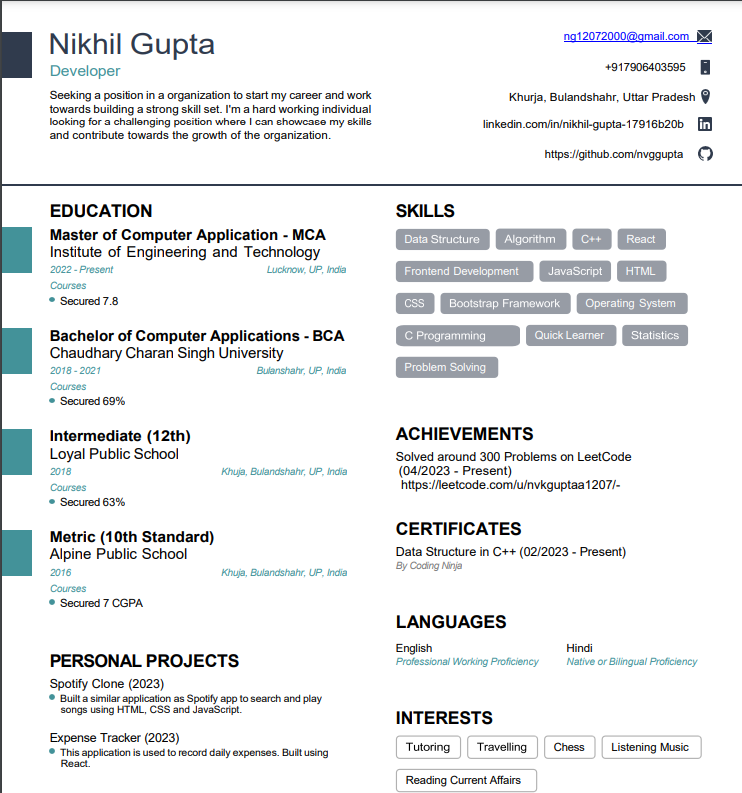 Nikhil Gupta
Developer
Seeking a position in a organization to start my career and work
towards building a strong skill set. I'm a hard working individual
looking for a challenging position where I can showcase my skills
and contribute towards the growth of the organization.
ng12072000@gmail.com
+917906403595
Khurja, Bulandshahr, Uttar Pradesh
linkedin.com/in/nikhil-gupta-17916b20b
https://github.com/nvggupta
EDUCATION
Master of Computer Application - MCA
Institute of Engineering and Technology
2022 - Present Lucknow, UP, India
Courses
Secured 7.8
Bachelor of Computer Applications - BCA
Chaudhary Charan Singh University
2018 - 2021 Bulanshahr, UP, India
Courses
Secured 69%
Intermediate (12th)
Loyal Public School
2018 Khuja, Bulandshahr, UP, India
Courses
Secured 63%
Metric (10th Standard)
Alpine Public School
2016 Khuja, Bulandshahr, UP, India
Courses
Secured 7 CGPA
PERSONAL PROJECTS
Spotify Clone (2023)
Built a similar application as Spotify app to search and play
songs using HTML, CSS and JavaScript.
Expense Tracker (2023)
This application is used to record daily expenses. Built using
React.
SKILLS
Data Structure Algorithm C++ React
Frontend Development JavaScript HTML
CSS Bootstrap Framework Operating System
C Programming Quick Learner Statistics
Problem Solving
ACHIEVEMENTS
Solved around 300 Problems on LeetCode
(04/2023 - Present)
https://leetcode.com/u/nvkguptaa1207/-
CERTIFICATES
Data Structure in C++ (02/2023 - Present)
By Coding Ninja
LANGUAGES
English Hindi
Professional Working Proficiency Native or Bilingual Proficiency
INTERESTS
Tutoring Travelling Chess Listening Music
Reading Current Affairs